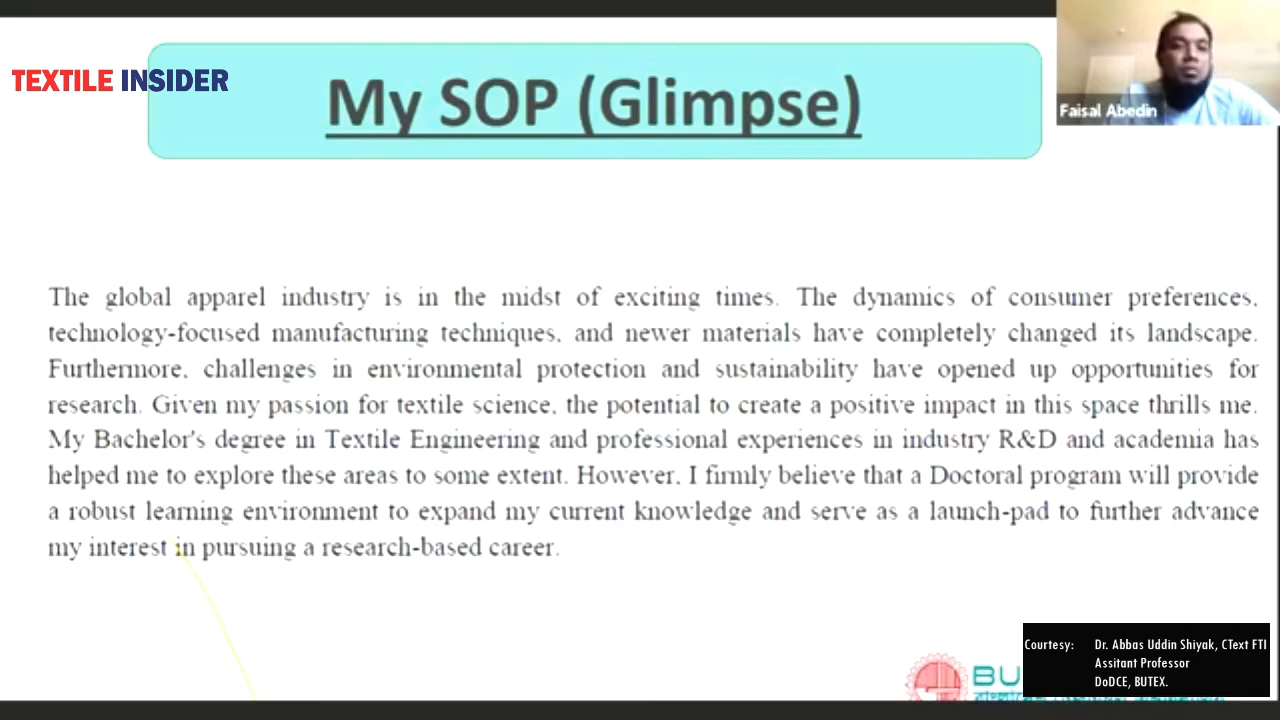 TEXTILE INSIDER
My SOP (Glimpse)
Faisal Abedin
The global apparel industry is in the midst of exciting times. The dynamics of consumer preferences,
technology-focused manufacturing techniques, and newer materials have completely changed its landscape.
Furthermore, challenges in environmental protection and sustainability have opened up opportunities for
research. Given my passion for textile science, the potential to create a positive impact in this space thrills me.
My Bachelor's degree in Textile Engineering and professional experiences in industry R&D and academia has
helped me to explore these areas to some extent. However, I firmly believe that a Doctoral program will provide
a robust learning environment to expand my current knowledge and serve as a launch-pad to further advance
my interest in pursuing a research-based career.
BU
Courtesy: Dr. Abbas Uddin Shiyak, CText FTI
Assitant Professor
DoDCE, BUTEX.